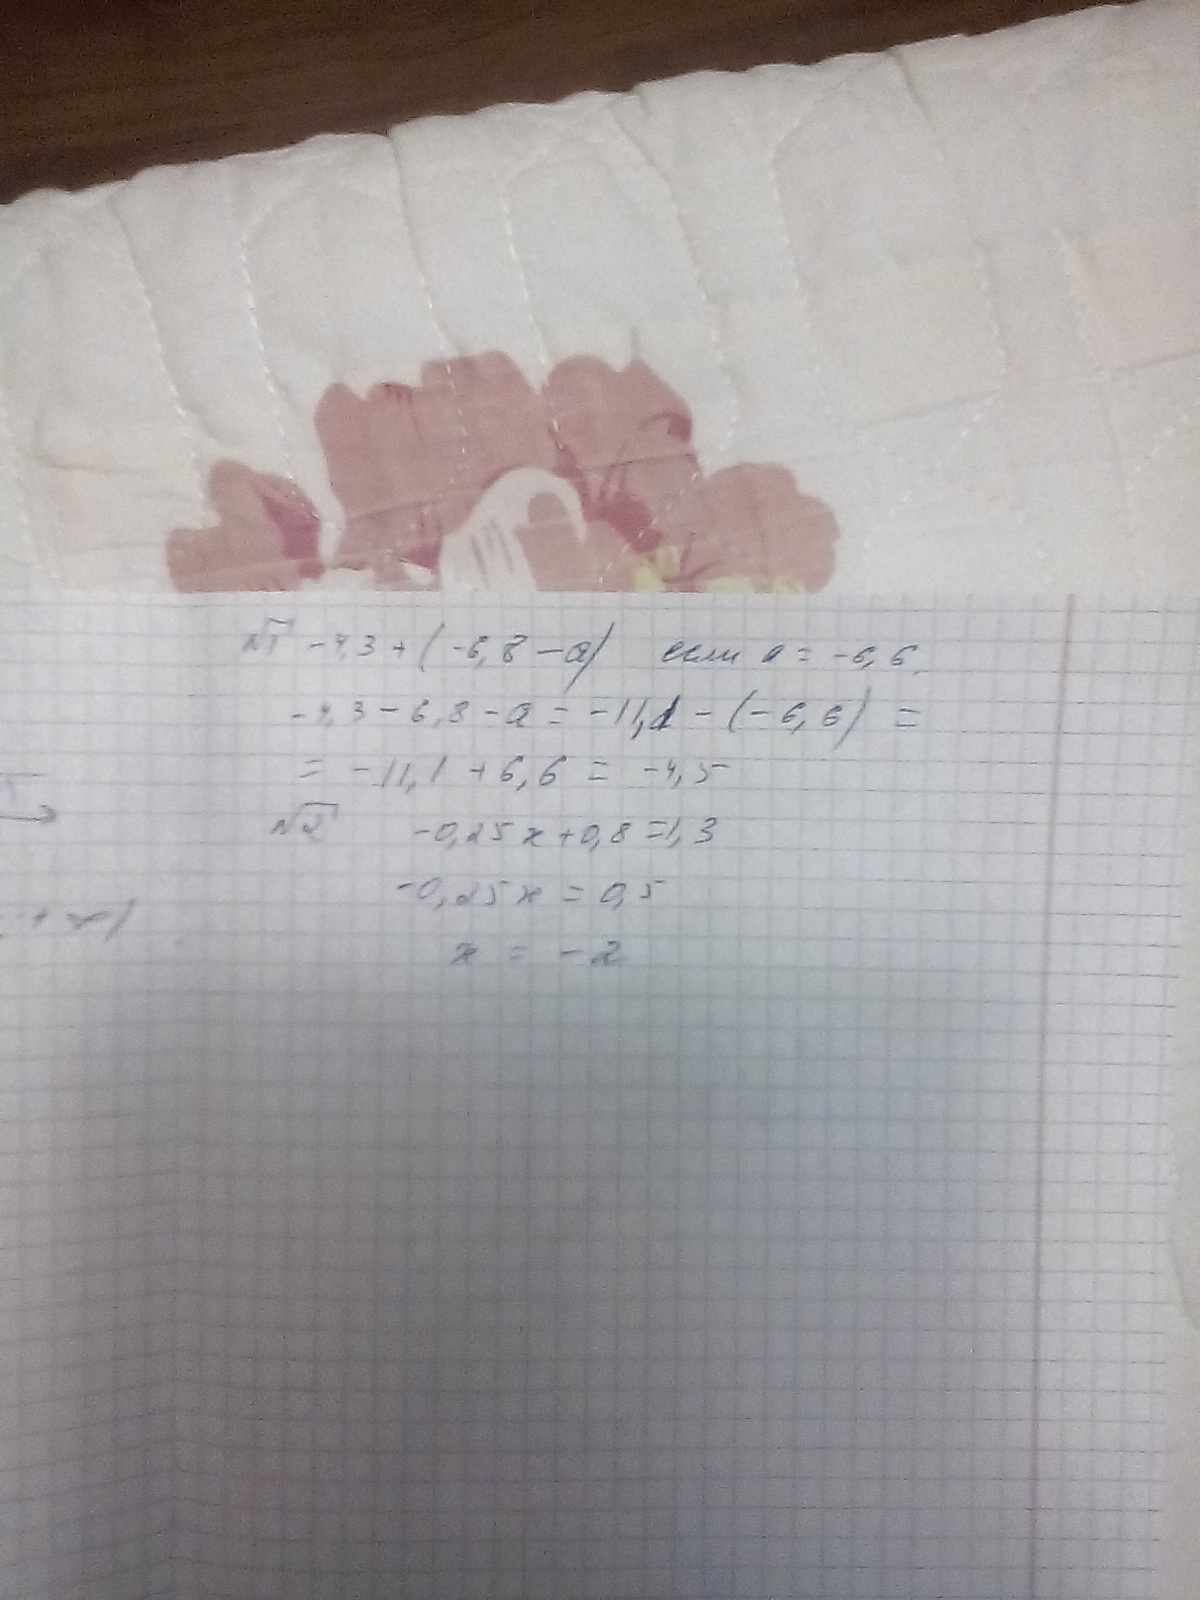 №1 -4,3 + (-6,8 - a) если a = -6,6
-4,3 - 6,8 - a = -11,1 - (-6,6) =
= -11,1 + 6,6 = -4,5
№2 -0,25x + 0,8 = 1,3
-0,25x = 0,5
x = -2